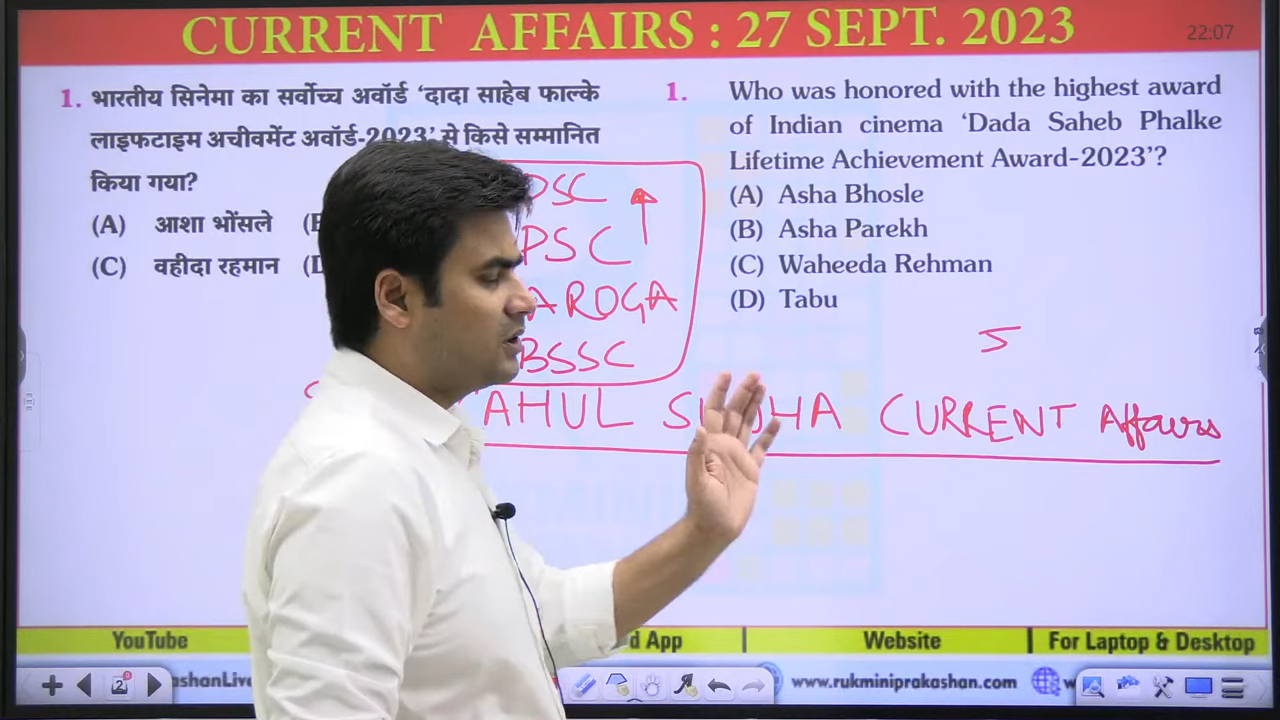 CURRENT AFFAIRS : 27 SEPT. 2023
22:07
1. भारतीय सिनेमा का सर्वोच्च अवॉर्ड 'दादा साहेब फाल्के
लाइफटाइम अचीवमेंट अवॉर्ड-2023' से किसे सम्मानित
किया गया?
(A) आशा भोंसले
(C) वहीदा रहमान
1. Who was honored with the highest award
of Indian cinema 'Dada Saheb Phalke
Lifetime Achievement Award-2023'?
(A) Asha Bhosle
(B) Asha Parekh
(C) Waheeda Rehman
(D) Tabu
PSC
PSC
AROGA
BSSC
5
AHUL CURRENT Affairs
YouTube
d App
Website
For Laptop & Desktop
2
ashanLive
www.rukminiprakashan.com
w